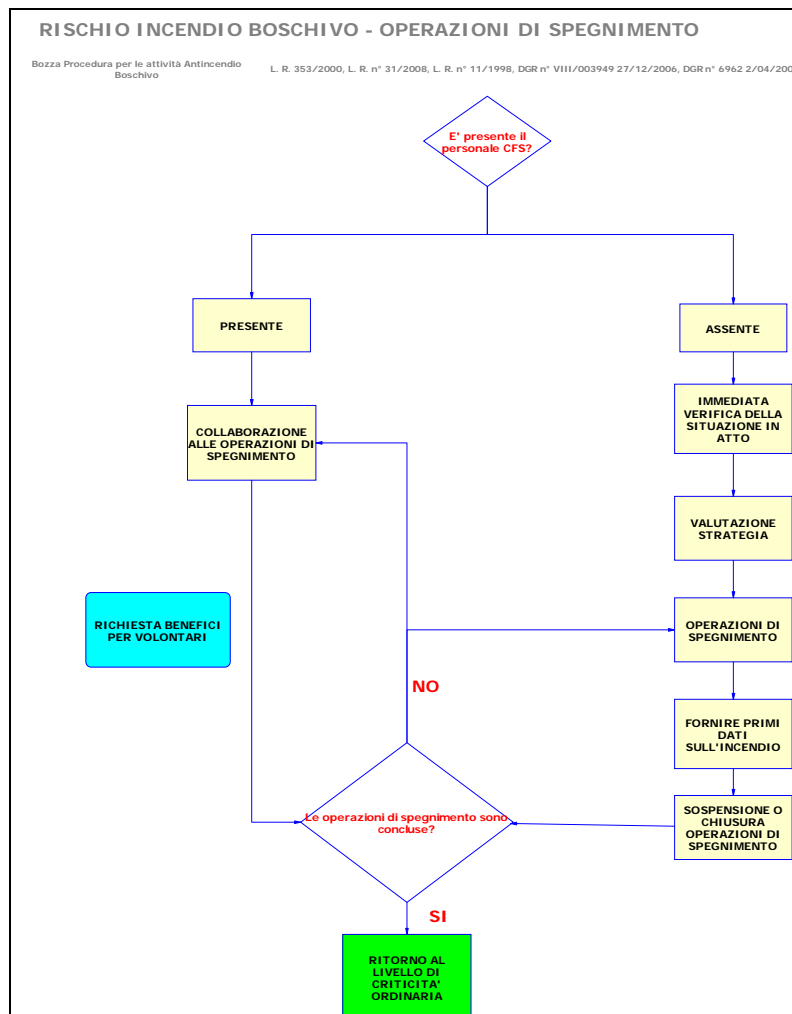 RISCHIO INCENDIO BOSCHIVO - OPERAZIONI DI SPEGNIMENTO
Bozza Procedura per le attività Antincendio
Boschivo
L. R. 353/2000, L. R. n° 31/2008, L. R. n° 11/1998, DGR n° VIII/003949 27/12/2006, DGR n° 6962 2/04/200
E' presente il
personale CFS?
PRESENTE
ASSENTE
COLLABORAZIONE
ALLE OPERAZIONI DI
SPEGNIMENTO
IMMEDIATA
VERIFICA DELLA
SITUAZIONE IN
ATTO
VALUTAZIONE
STRATEGIA
RICHIESTA BENEFICI
PER VOLONTARI
OPERAZIONI DI
SPEGNIMENTO
NO
FORNIRE PRIMI
DATI
SULL'INCENDIO
Le operazioni di spegnimento sono
concluse?
SOSPENSIONE O
CHIUSURA
OPERAZIONI DI
SPEGNIMENTO
SI
RITORNO AL
LIVELLO DI
CRITICITA'
ORDINARIA